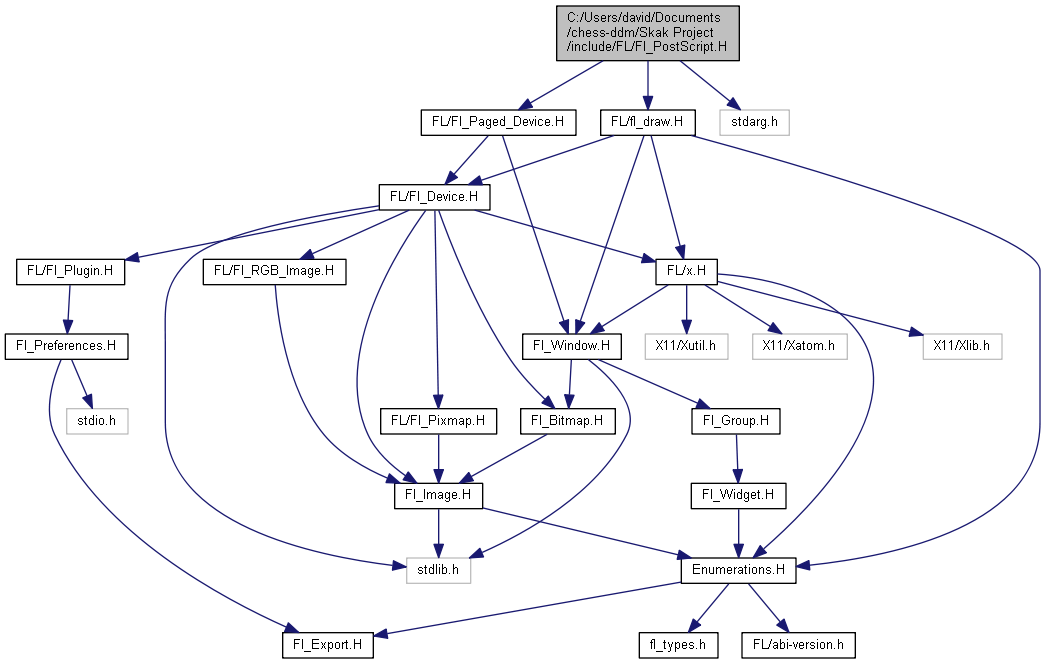 C:/Users/david/Documents
/chess-ddm/Skak Project
/include/FL/Fl_PostScript.H
FL/Fl_Paged_Device.H
FL/fl_draw.H
stdarg.h
FL/Fl_Device.H
FL/Fl_Plugin.H
FL/Fl_RGB_Image.H
FL/x.H
Fl_Preferences.H
Fl_Window.H
X11/Xutil.h
X11/Xatom.h
X11/Xlib.h
stdio.h
FL/Fl_Pixmap.H
Fl_Bitmap.H
Fl_Group.H
Fl_Image.H
Fl_Widget.H
stdlib.h
Enumerations.H
Fl_Export.H
fl_types.h
FL/abi-version.h